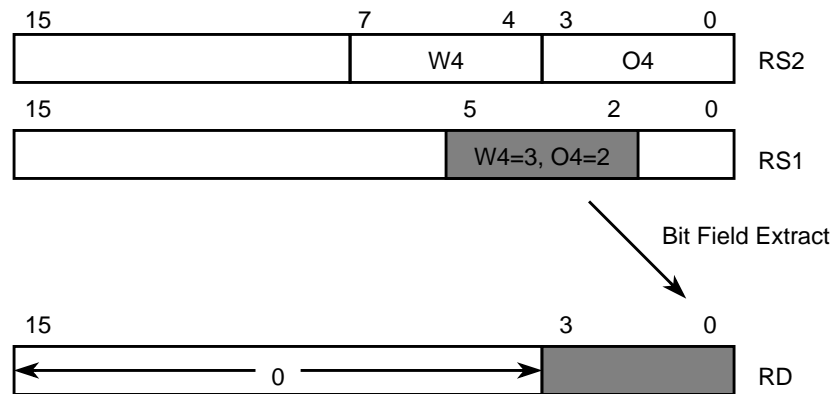 15 7 4 3 0
W4 O4 RS2
15 5 2 0
W4=3, O4=2 RS1
Bit Field Extract
15 3 0
0 RD